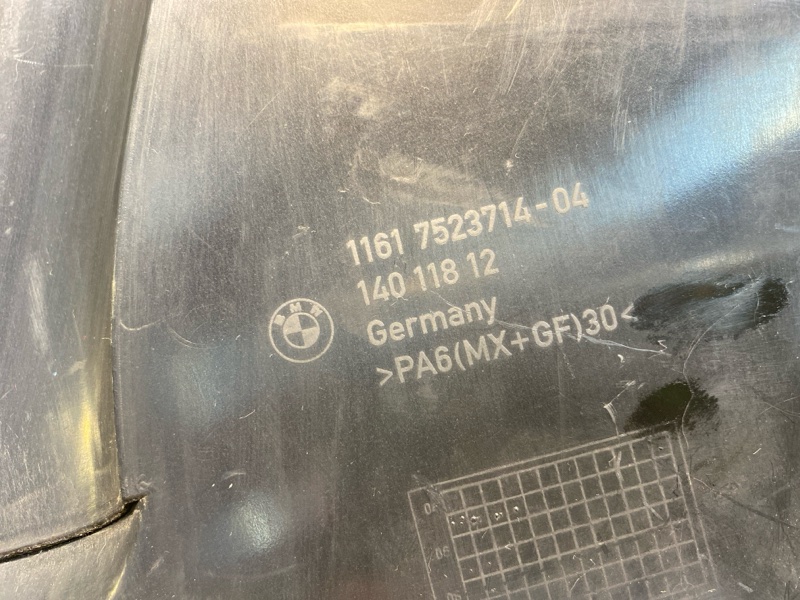 1161 7523714-04
140 118 12
BMW
Germany
>PA6(MX+GF)30<